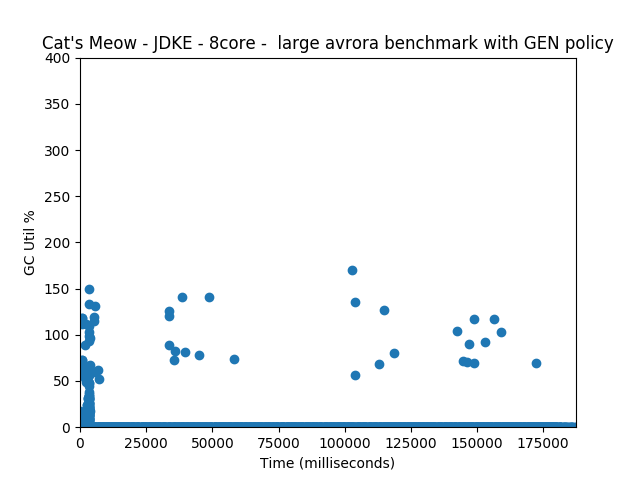 Cat's Meow - JDKE - 8core -  large avrora benchmark with GEN policy
400
350
300
250
200
150
100
50
0
GC Util %
0 25000 50000 75000 100000 125000 150000 175000
Time (milliseconds)